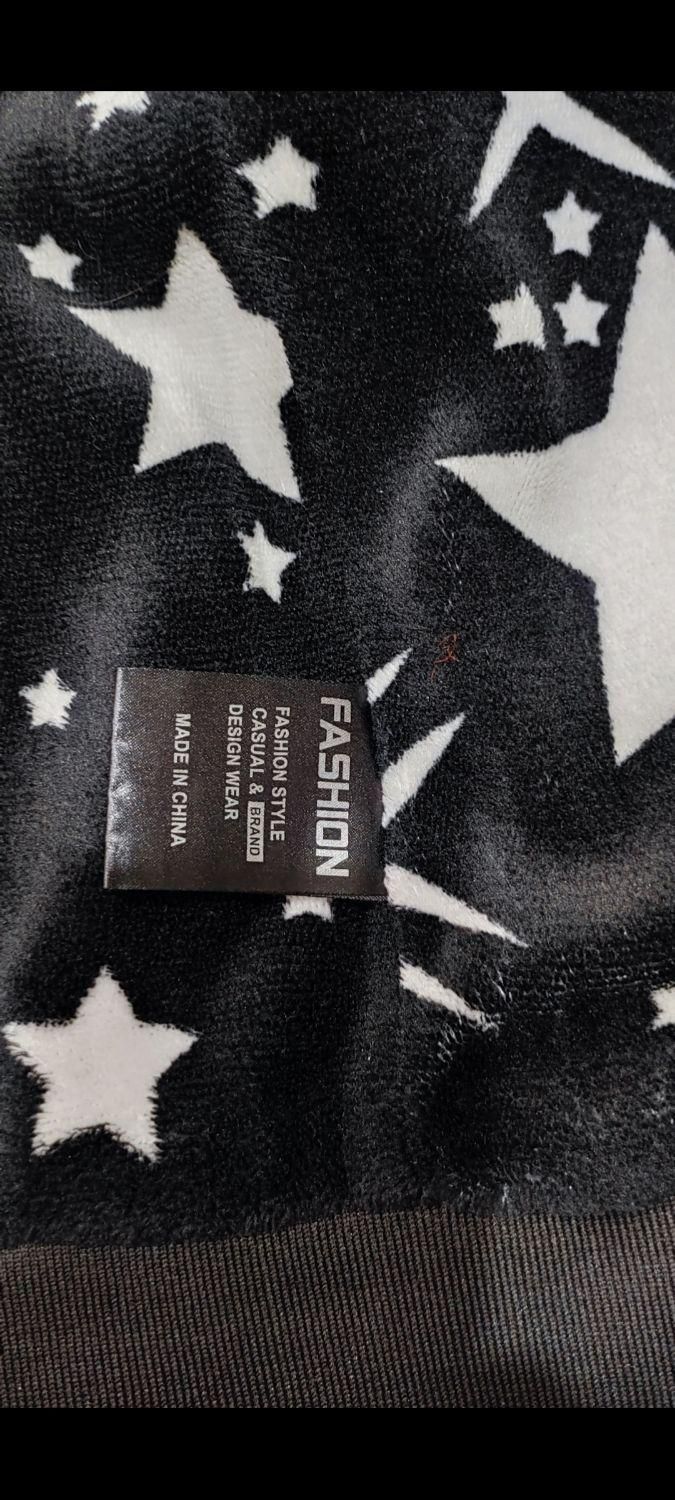 FASHION
FASHION STYLE
CASUAL & BRAND
DESIGN WEAR
MADE IN CHINA